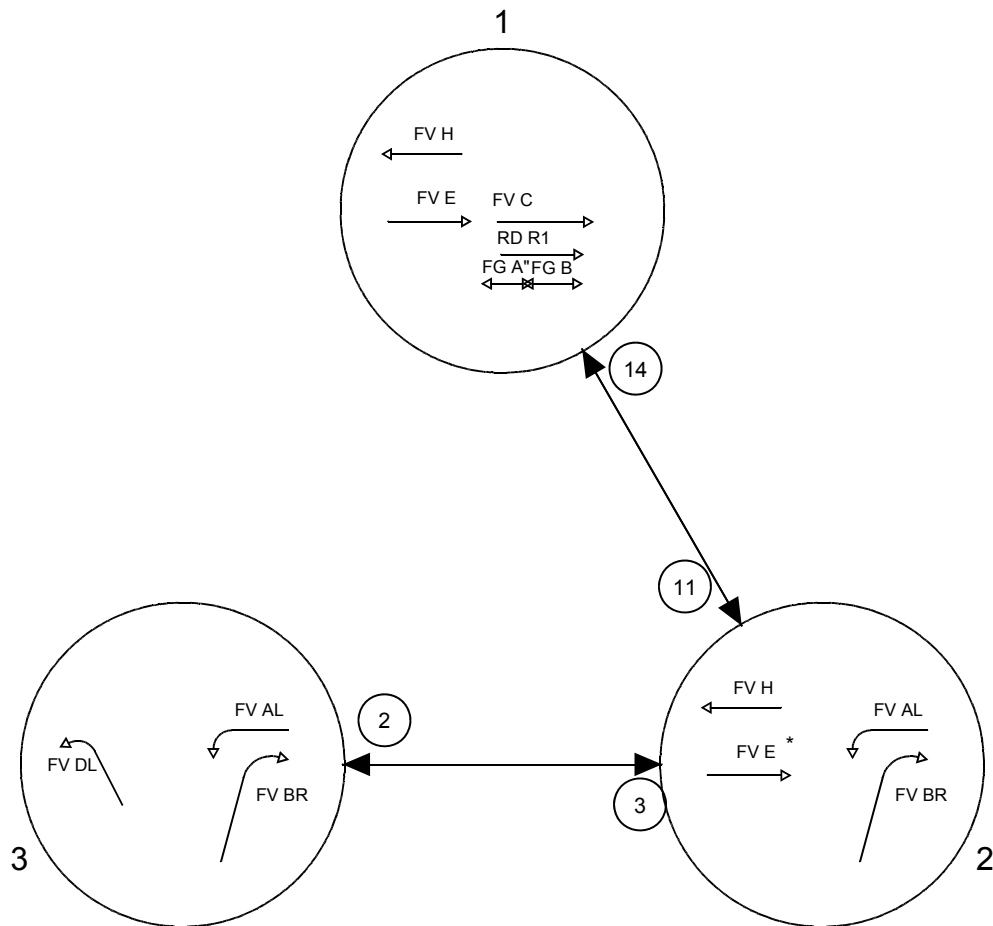 1
FV H
FV E
FV C
RD R1
FG A" FG B
14
11
2
FV AL
FV DL
FV BR
3
FV H
FV AL
FV E *
FV BR
3
2